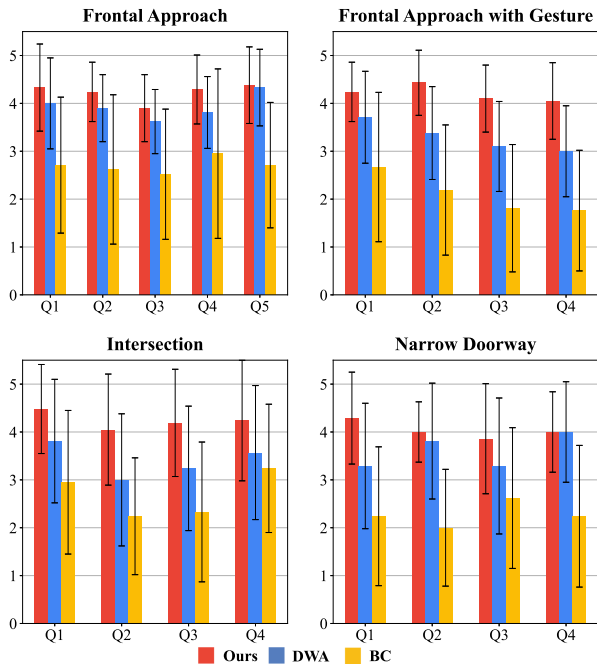 Frontal Approach
5
4
3
2
1
0
Q1 Q2 Q3 Q4 Q5
Frontal Approach with Gesture
5
4
3
2
1
0
Q1 Q2 Q3 Q4
Intersection
5
4
3
2
1
0
Q1 Q2 Q3 Q4
Narrow Doorway
5
4
3
2
1
0
Q1 Q2 Q3 Q4
Ours DWA BC